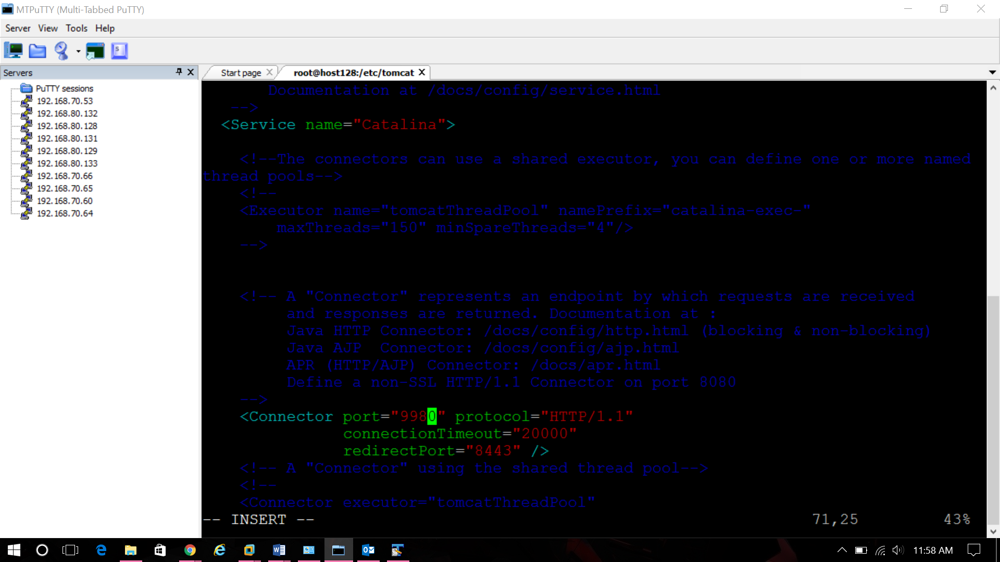 MTPuTTY (Multi-Tabbed PuTTY)
Server View Tools Help
Servers
PuTTY sessions
192.168.70.53
192.168.80.132
192.168.80.128
192.168.80.131
192.168.80.129
192.168.80.133
192.168.70.66
192.168.70.65
192.168.70.60
192.168.70.64
Start page root@host128:/etc/tomcat
Documentation at /docs/config/service.html
-->
<Service name="Catalina">
<!--The connectors can use a shared executor, you can define one or more named
thread pools-->
<!--
<Executor name="tomcatThreadPool" namePrefix="catalina-exec-"
maxThreads="150" minSpareThreads="4"/>
-->
<!-- A "Connector" represents an endpoint by which requests are received
and responses are returned. Documentation at :
Java HTTP Connector: /docs/config/http.html (blocking & non-blocking)
Java AJP  Connector: /docs/config/ajp.html
APR (HTTP/AJP) Connector: /docs/apr.html
Define a non-SSL HTTP/1.1 Connector on port 8080
-->
<Connector port="9980" protocol="HTTP/1.1"
connectionTimeout="20000"
redirectPort="8443" />
<!-- A "Connector" using the shared thread pool-->
<!--
<Connector executor="tomcatThreadPool"
-- INSERT -- 71,25 43%
11:58 AM